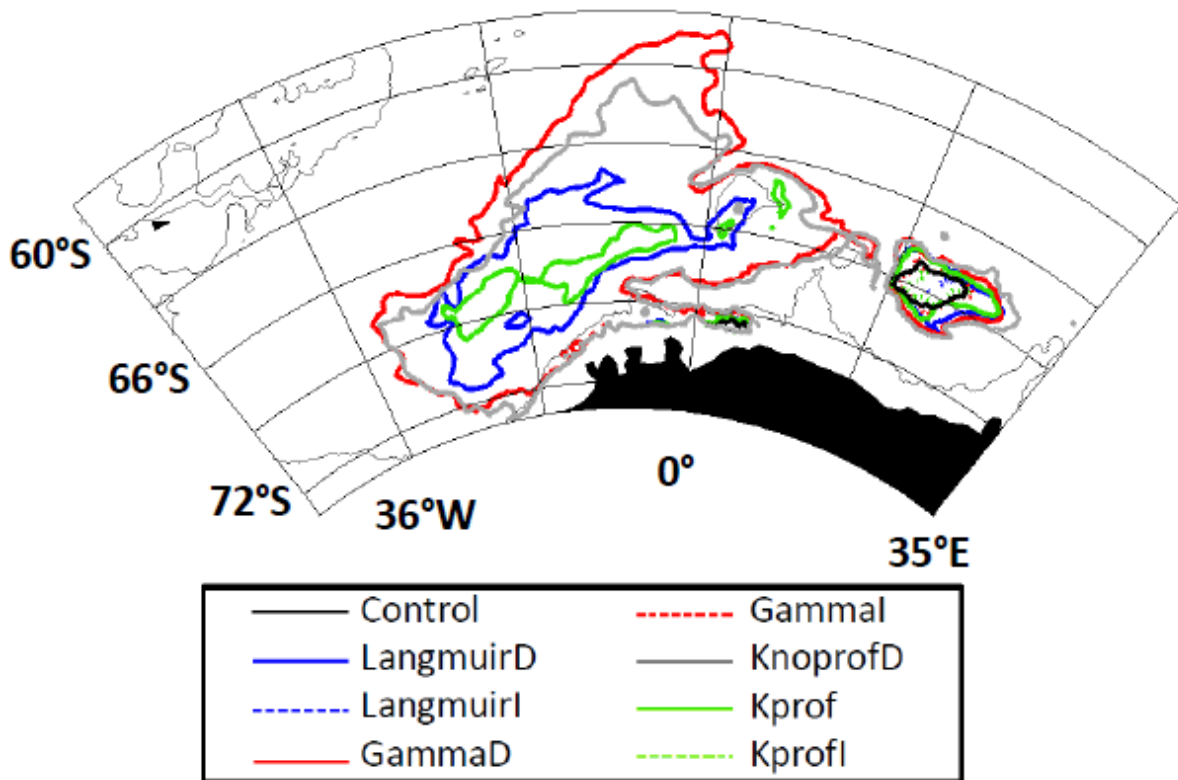 60°S
66°S
72°S
36°W
0°
35°E
Control
GammaI
LangmuirD
KnoprofD
LangmuirI
Kprof
GammaD
KprofI